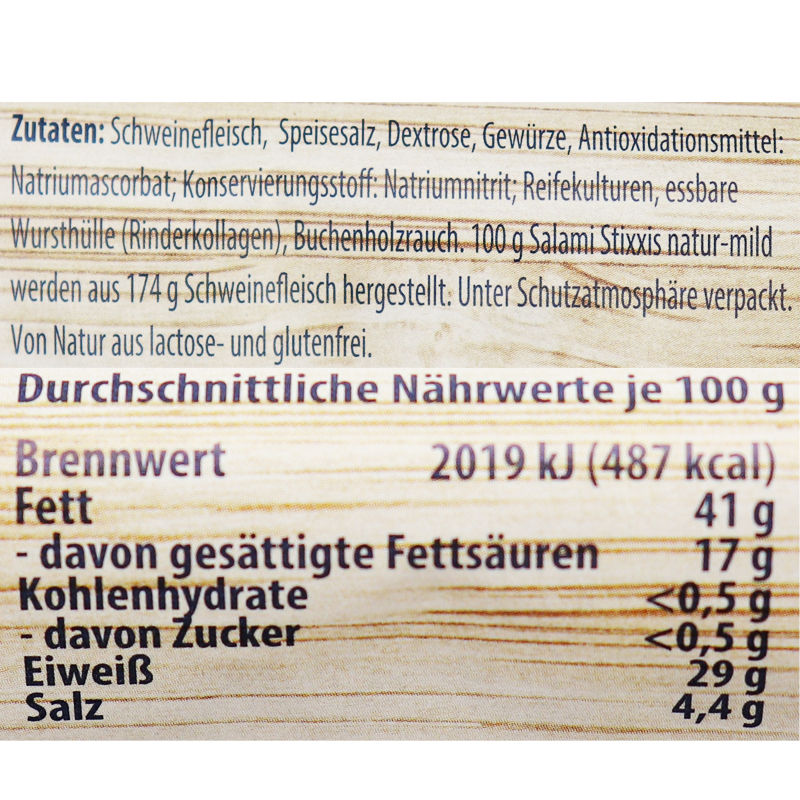 Zutaten: Schweinefleisch, Speisesalz, Dextrose, Gewürze, Antioxidationsmittel:
Natriumascorbat; Konservierungsstoff: Natriumnitrit; Reifekulturen, essbare
Wursthülle (Rinderkollagen), Buchenholzrauch. 100 g Salami Stixxis natur-mild
werden aus 174 g Schweinefleisch hergestellt. Unter Schutzatmosphäre verpackt.
Von Natur aus lactose- und glutenfrei.
Durchschnittliche Nährwerte je 100 g
Brennwert 2019 kJ (487 kcal)
Fett 41 g
- davon gesättigte Fettsäuren 17 g
Kohlenhydrate <0,5 g
- davon Zucker <0,5 g
Eiweiß 29 g
Salz 4,4 g